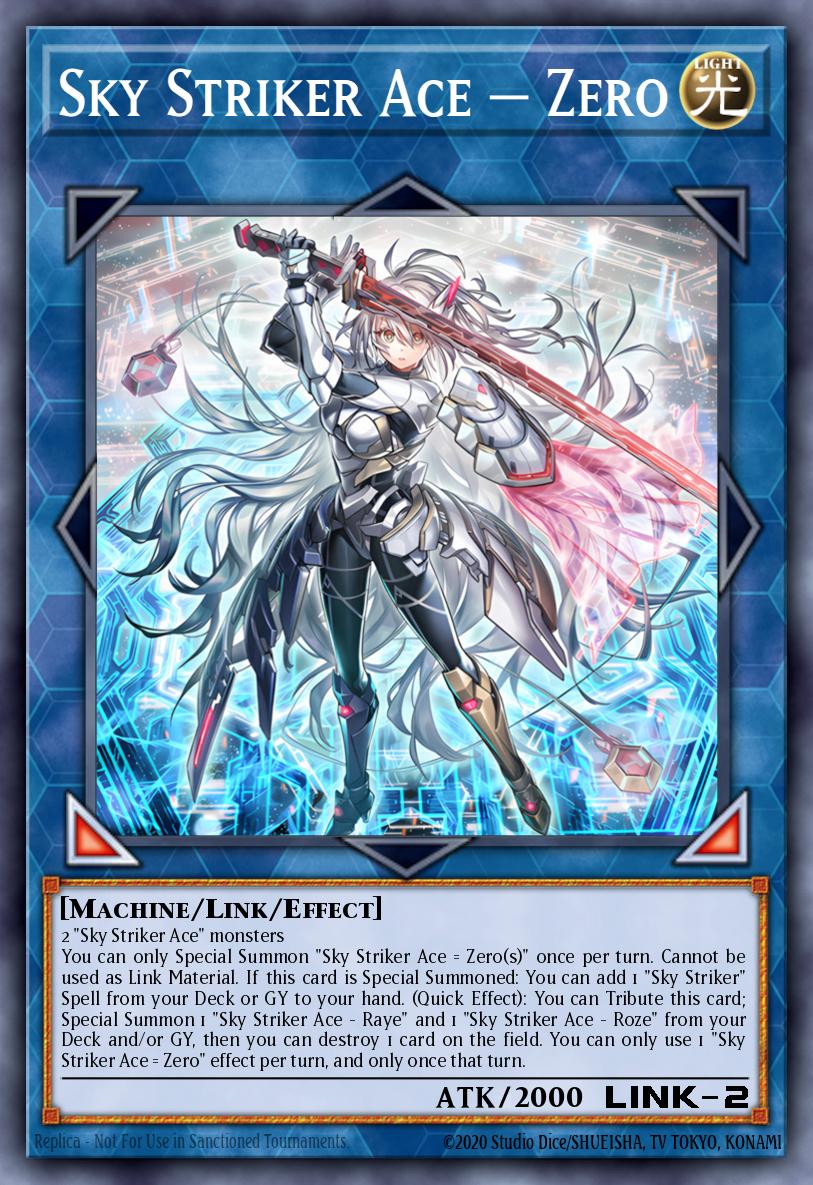 Sky Striker Ace – Zero
LIGHT
光
[Machine/Link/Effect]
2 "Sky Striker Ace" monsters
You can only Special Summon "Sky Striker Ace = Zero(s)" once per turn. Cannot be
used as Link Material. If this card is Special Summoned: You can add 1 "Sky Striker"
Spell from your Deck or GY to your hand. (Quick Effect): You can Tribute this card;
Special Summon 1 "Sky Striker Ace - Raye" and 1 "Sky Striker Ace - Roze" from your
Deck and/or GY, then you can destroy 1 card on the field. You can only use 1 "Sky
Striker Ace = Zero" effect per turn, and only once that turn.
ATK/2000 LINK-2
Replica - Not For Use in Sanctioned Tournaments.
©2020 Studio Dice/SHUEISHA, TV TOKYO, KONAMI